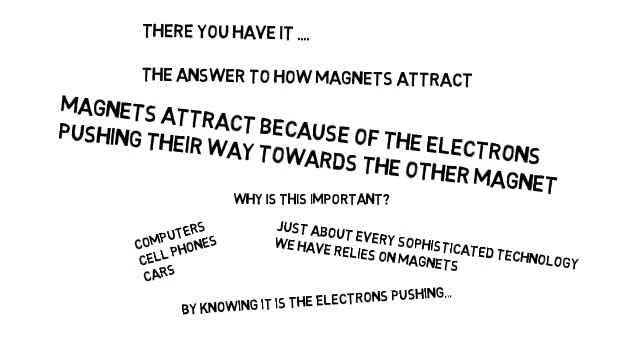 THERE YOU HAVE IT ....
THE ANSWER TO HOW MAGNETS ATTRACT
MAGNETS ATTRACT BECAUSE OF THE ELECTRONS
PUSHING THEIR WAY TOWARDS THE OTHER MAGNET
WHY IS THIS IMPORTANT?
COMPUTERS
CELL PHONES
CARS
JUST ABOUT EVERY SOPHISTICATED TECHNOLOGY
WE HAVE RELIES ON MAGNETS
BY KNOWING IT IS THE ELECTRONS PUSHING...